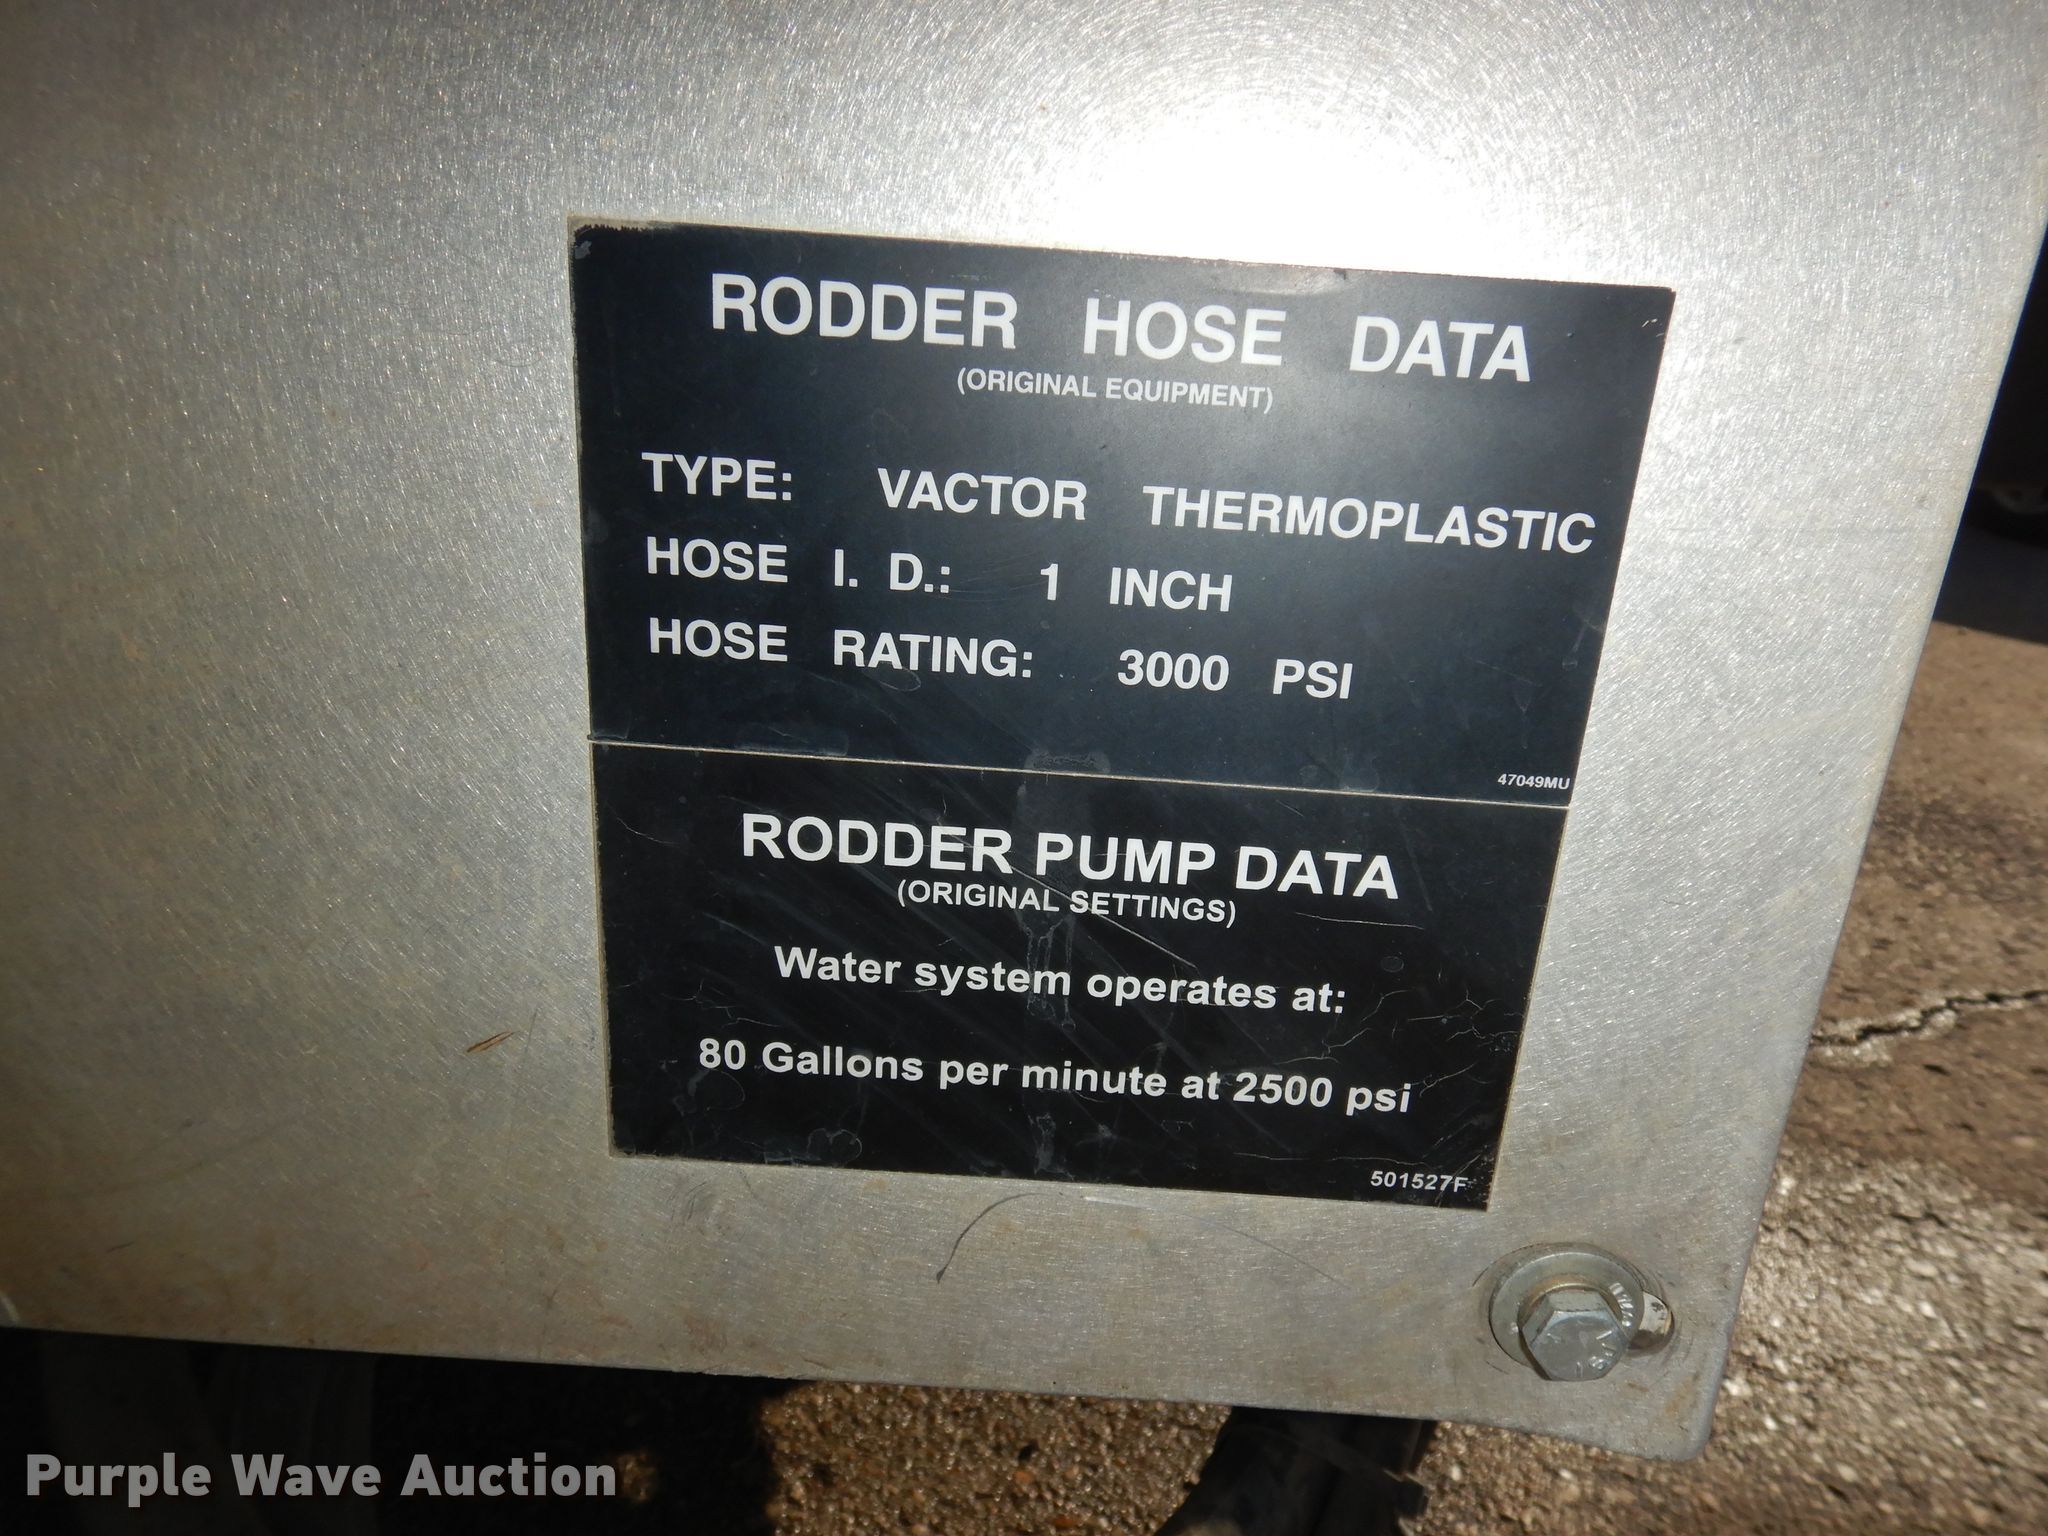 RODDER HOSE DATA
(ORIGINAL EQUIPMENT)
TYPE: VACTOR THERMOPLASTIC
HOSE I. D.: 1 INCH
HOSE RATING: 3000 PSI
47049MU
RODDER PUMP DATA
(ORIGINAL SETTINGS)
Water system operates at:
80 Gallons per minute at 2500 psi
501527F
Purple Wave Auction